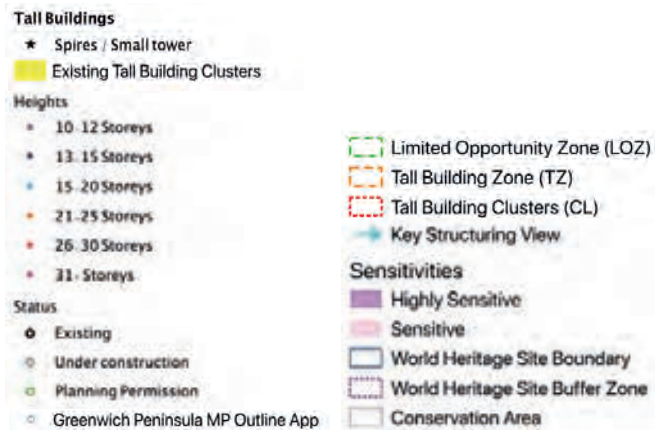 Tall Buildings
Spires / Small tower
Existing Tall Building Clusters
Heights
10-12 Storeys
13-15 Storeys
15-20 Storeys
21-25 Storeys
26-30 Storeys
31- Storeys
Status
Existing
Under construction
Planning Permission
Greenwich Peninsula MP Outline App
Limited Opportunity Zone (LOZ)
Tall Building Zone (TZ)
Tall Building Clusters (CL)
Key Structuring View
Sensitivities
Highly Sensitive
Sensitive
World Heritage Site Boundary
World Heritage Site Buffer Zone
Conservation Area